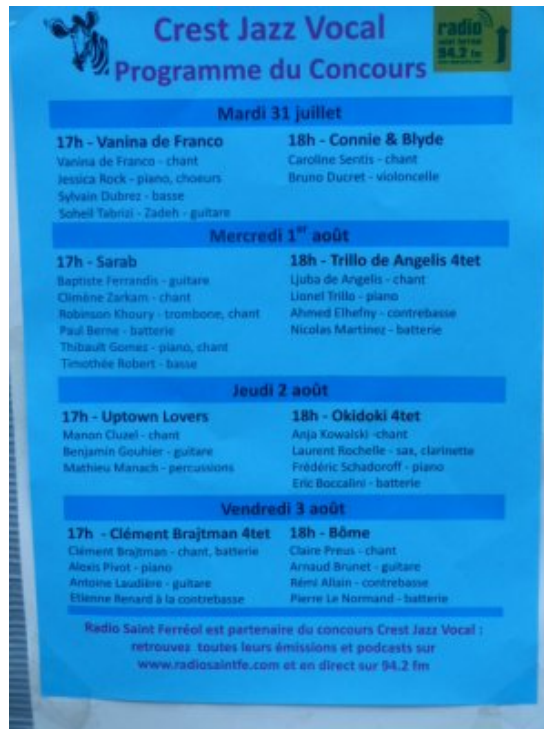 Crest Jazz Vocal
Programme du Concours
radio
saint ferréol
94.2 fm
Mardi 31 juillet
17h - Vanina de Franco
Vanina de Franco - chant
Jessica Rock - piano, choeurs
Sylvain Dubrez - basse
Soheil Tabrizi - Zadeh - guitare
18h - Connie & Blyde
Caroline Sentis - chant
Bruno Ducret - violoncelle
Mercredi 1er août
17h - Sarab
Baptiste Ferrandis - guitare
Climène Zarkam - chant
Robinson Khoury - trombone, chant
Paul Berne - batterie
Thibault Gomez - piano, chant
Timothée Robert - basse
18h - Trillo de Angelis 4tet
Ljuba de Angelis - chant
Lionel Trillo - piano
Ahmed Elhefny - contrebasse
Nicolas Martinez - batterie
Jeudi 2 août
17h - Uptown Lovers
Manon Cluzel - chant
Benjamin Gouhier - guitare
Mathieu Manach - percussions
18h - Okidoki 4tet
Anja Kowalski -chant
Laurent Rochelle - sax, clarinette
Frédéric Schadoroff - piano
Eric Boccalini - batterie
Vendredi 3 août
17h - Clément Brajtman 4tet
Clément Brajtman - chant, batterie
Alexis Pivot - piano
Antoine Laudière - guitare
Etienne Renard à la contrebasse
18h - Bôme
Claire Preus - chant
Arnaud Brunet - guitare
Rémi Allain - contrebasse
Pierre Le Normand - batterie
Radio Saint Ferréol est partenaire du concours Crest Jazz Vocal :
retrouvez toutes leurs émissions et podcasts sur
www.radiosaintfe.com et en direct sur 94.2 fm